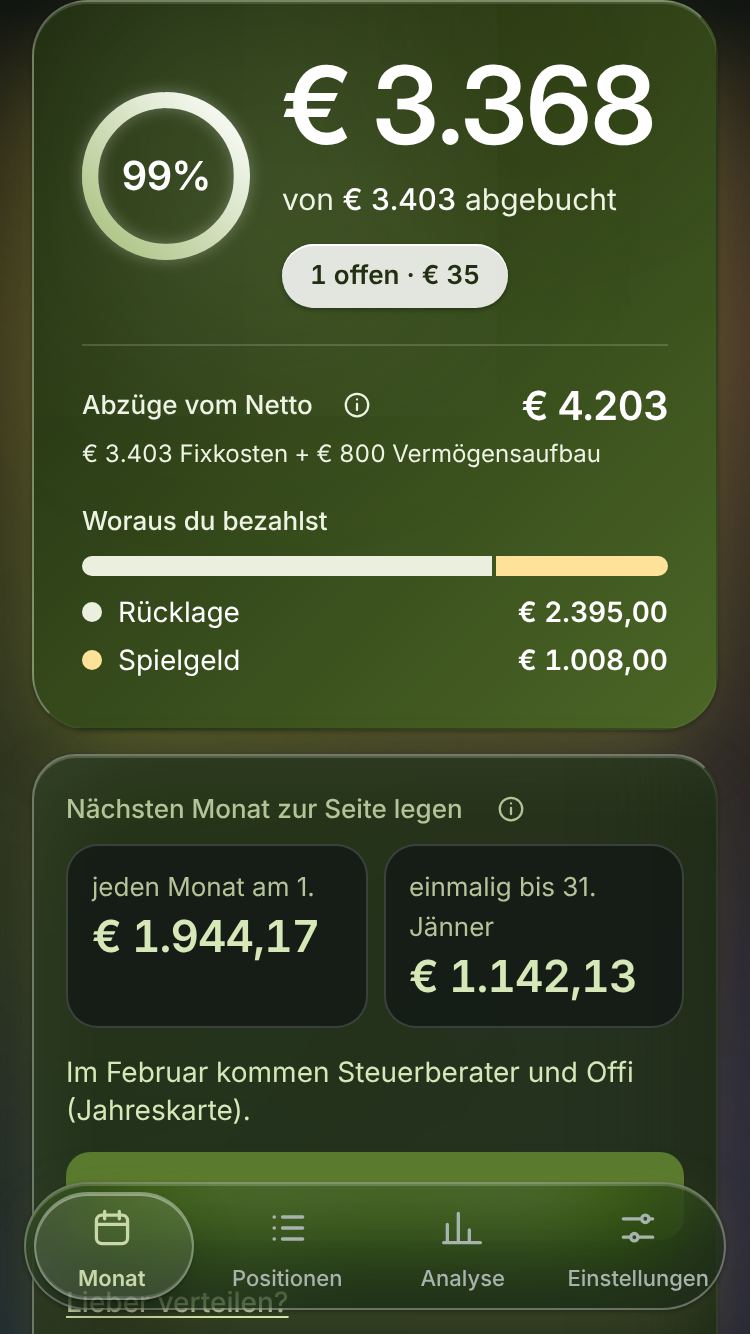 99%
€ 3.368
von € 3.403 abgebucht
1 offen · € 35
Abzüge vom Netto
€ 4.203
€ 3.403 Fixkosten + € 800 Vermögensaufbau
Woraus du bezahlst
Rücklage
€ 2.395,00
Spielgeld
€ 1.008,00
Nächsten Monat zur Seite legen
jeden Monat am 1.
€ 1.944,17
einmalig bis 31.
Jänner
€ 1.142,13
Im Februar kommen Steuerberater und Offi
(Jahreskarte).
Monat
Positionen
Analyse
Einstellungen
Lieber verteilen?